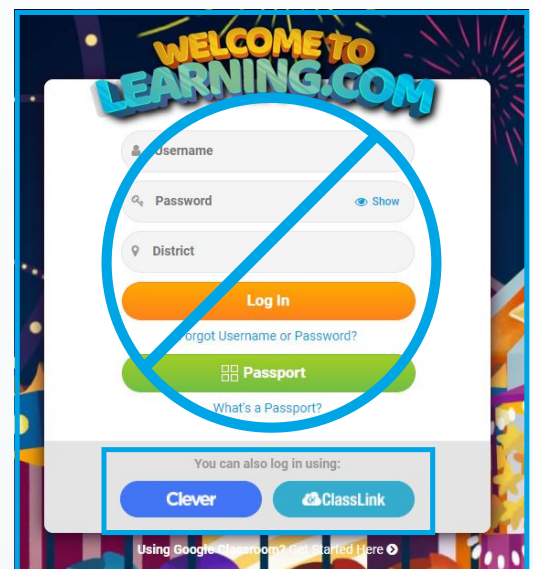 WELCOME TO
LEARNING.COM
Username
Password Show
District
Log In
Forgot Username or Password?
Passport
What's a Passport?
You can also log in using:
Clever ClassLink
Using Google Classroom? Get Started Here